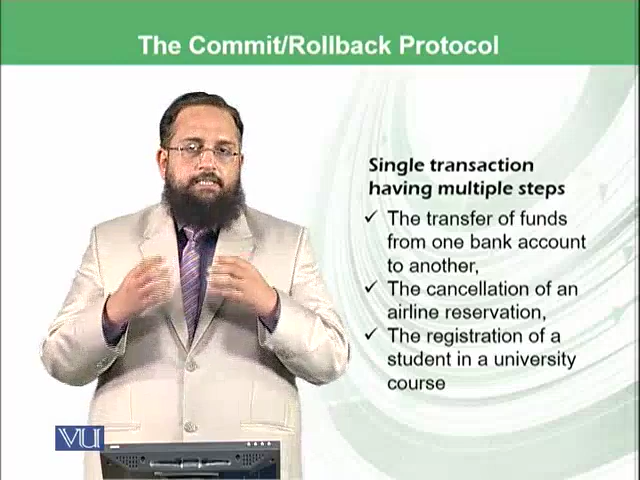 The Commit/Rollback Protocol
Single transaction
having multiple steps
✓ The transfer of funds
from one bank account
to another,
✓ The cancellation of an
airline reservation,
✓ The registration of a
student in a university
course
VU